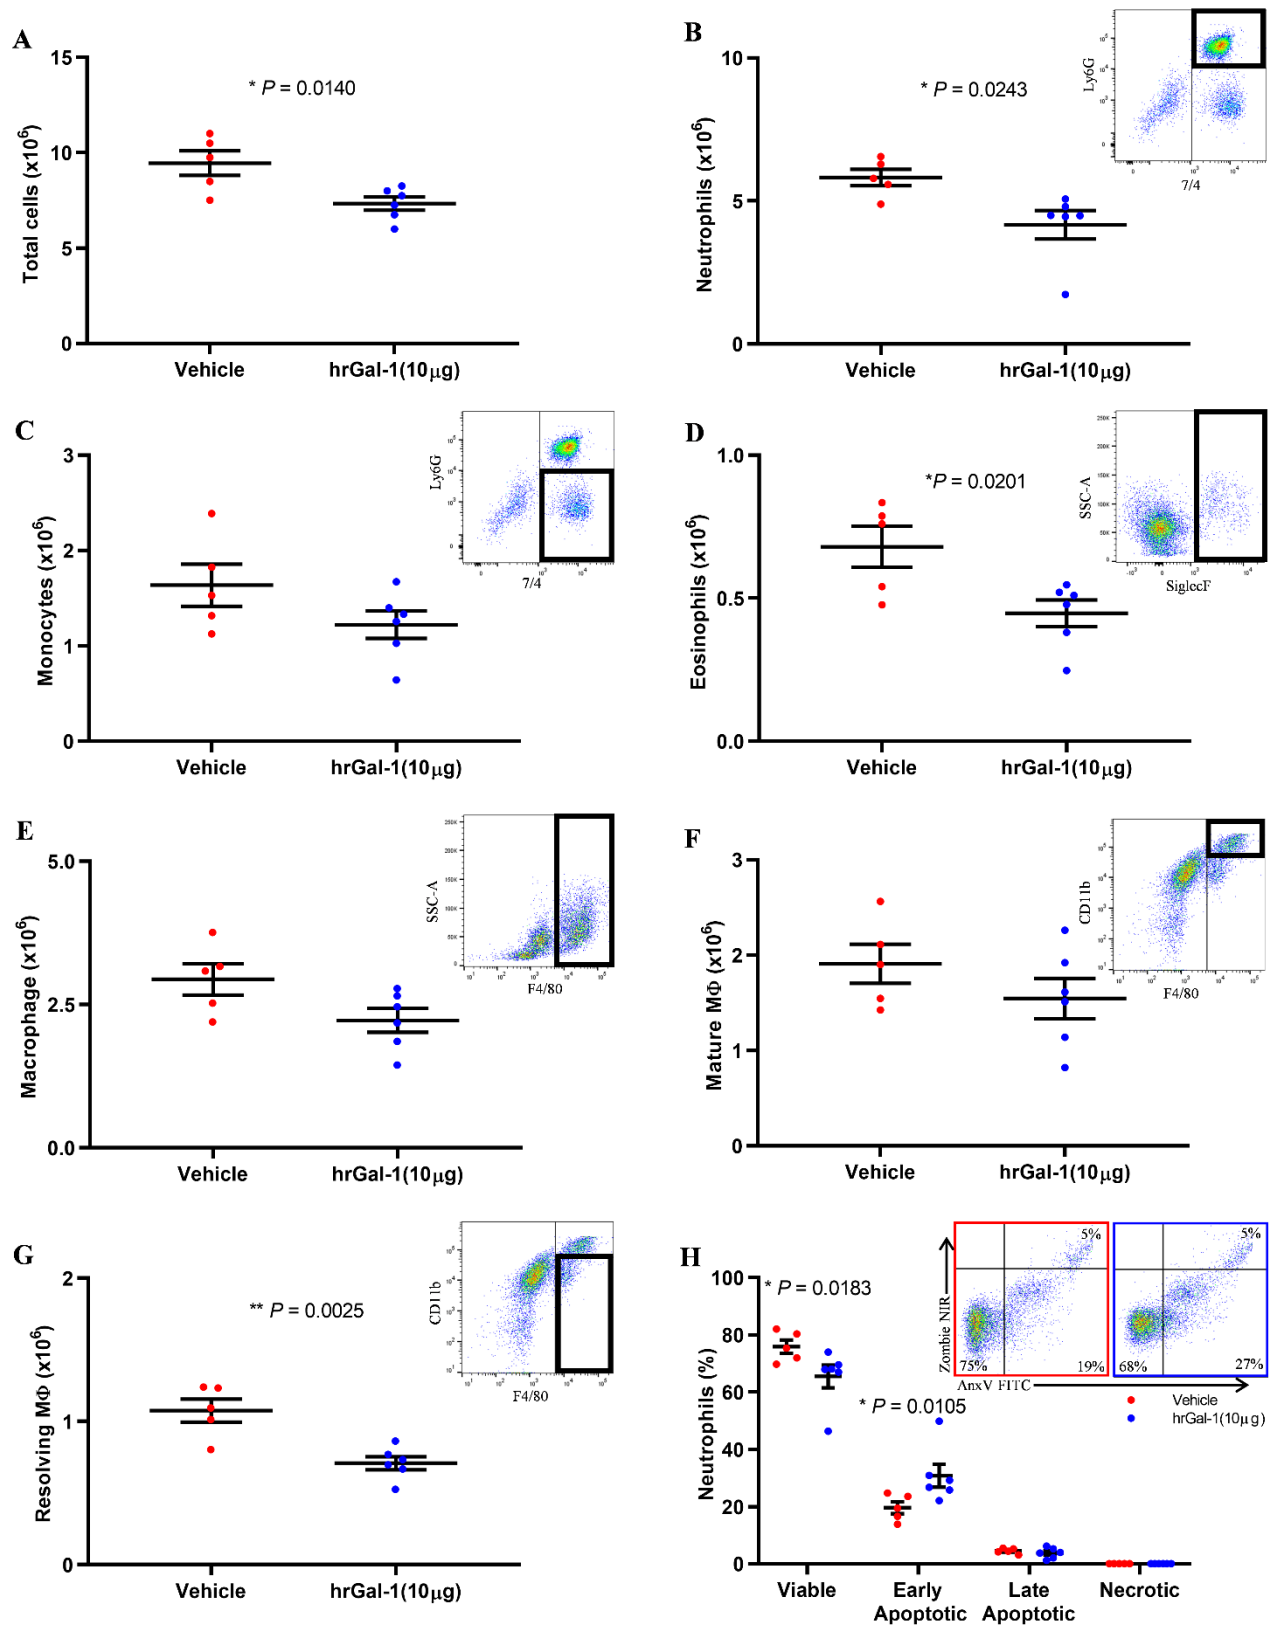 A
15
10
5
0
Total cells (x10⁶)
* P = 0.0140
Vehicle
hrGal-1(10µg)
B
10
5
0
Neutrophils (x10⁶)
* P = 0.0243
Vehicle
hrGal-1(10µg)
Ly6G
7/4
C
3
2
1
0
Monocytes (x10⁶)
Vehicle
hrGal-1(10µg)
Ly6G
7/4
D
1.0
0.5
0.0
Eosinophils (x10⁶)
*P = 0.0201
Vehicle
hrGal-1(10µg)
SSC-A
SiglecF
E
5.0
2.5
0.0
Macrophage (x10⁶)
Vehicle
hrGal-1(10µg)
SSC-A
F4/80
F
3
2
1
0
Mature MΦ (x10⁶)
Vehicle
hrGal-1(10µg)
CD11b
F4/80
G
2
1
0
Resolving MΦ (x10⁶)
** P = 0.0025
Vehicle
hrGal-1(10µg)
CD11b
F4/80
H
100
80
60
40
20
0
Neutrophils (%)
* P = 0.0183
* P = 0.0105
Viable
Early
Apoptotic
Late
Apoptotic
Necrotic
Zombie NIR
5%
75%
19%
5%
68%
27%
AnxV FITC
Vehicle
hrGal-1(10µg)